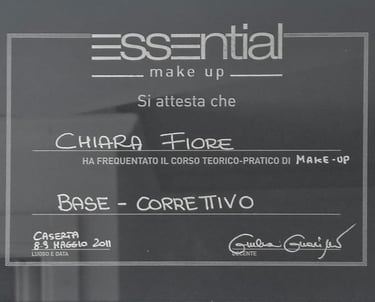 ESSEntial
make up
Si attesta che
CHIARA FIORE
HA FREQUENTATO IL CORSO TEORICO-PRATICO DI MAKE-UP
BASE - CORRETTIVO
CASERTA
8.9 MAGGIO 2011
LUOGO E DATA
DOCENTE